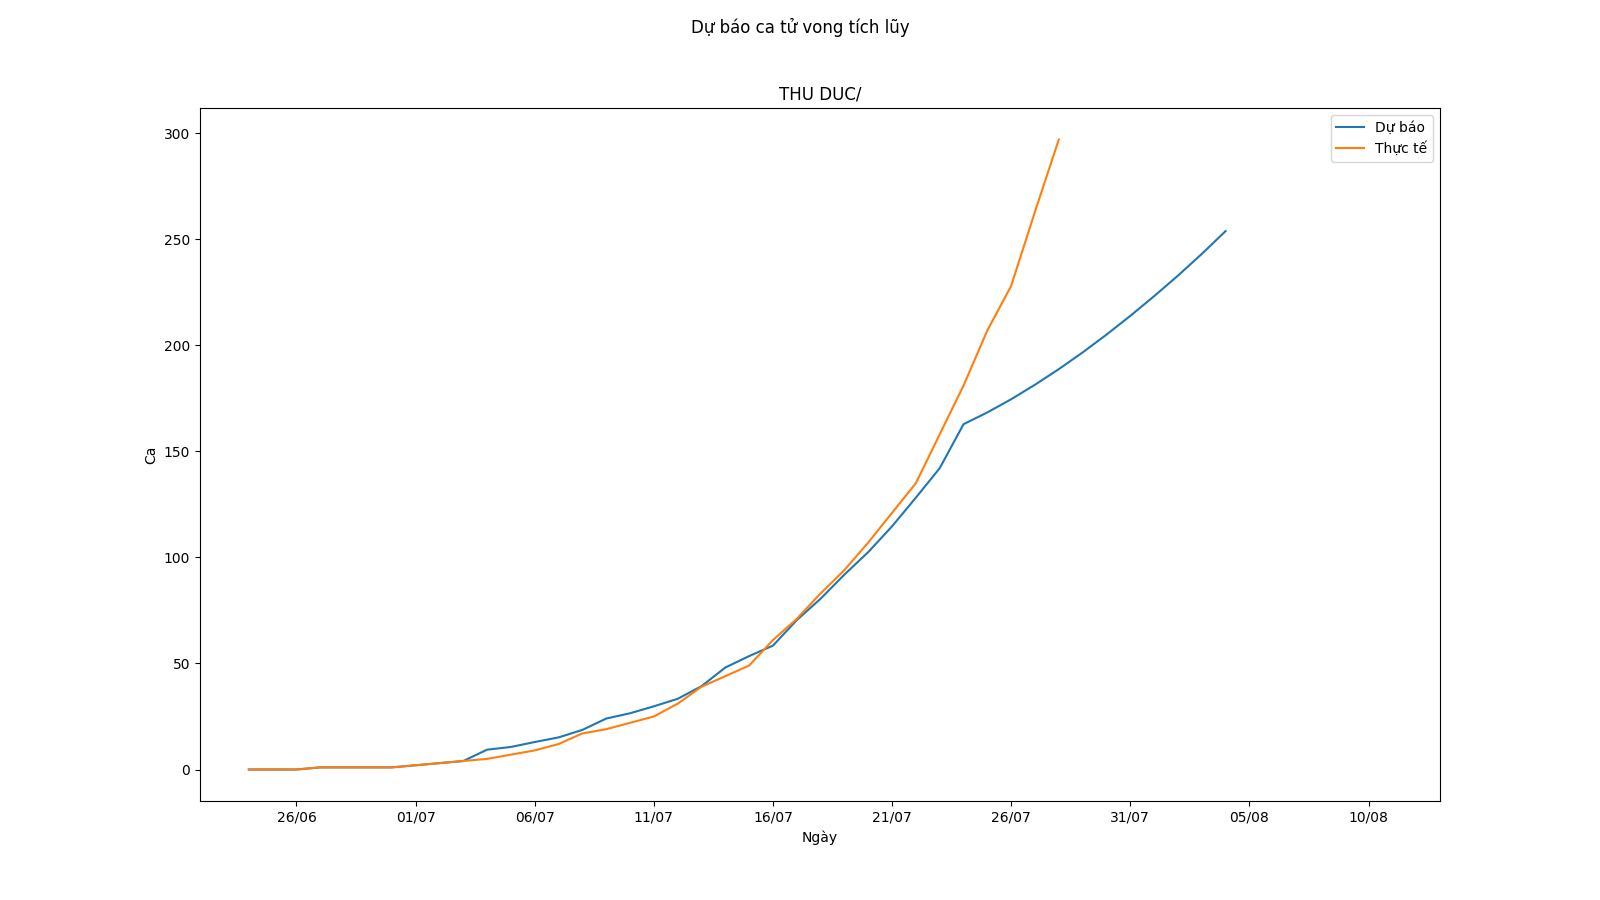 Dự báo ca tử vong tích lũy
THU DUC/
Dự báo
Thực tế
300
250
200
150
100
50
0
Ca
26/06 01/07 06/07 11/07 16/07 21/07 26/07 31/07 05/08 10/08
Ngày